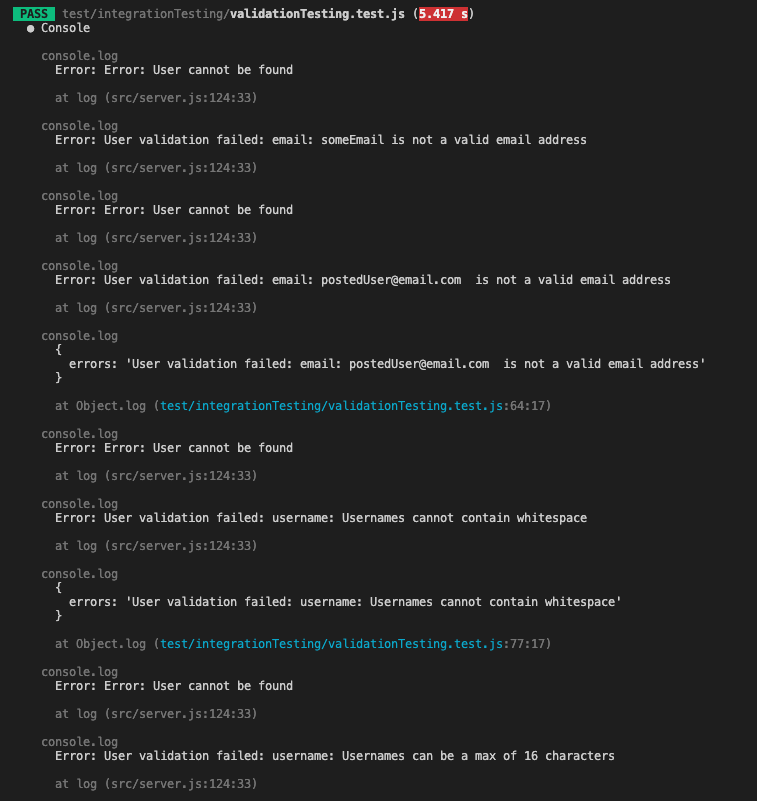 PASS test/integrationTesting/validationTesting.test.js (5.417 s)
● Console
console.log
Error: Error: User cannot be found
at log (src/server.js:124:33)
console.log
Error: User validation failed: email: someEmail is not a valid email address
at log (src/server.js:124:33)
console.log
Error: Error: User cannot be found
at log (src/server.js:124:33)
console.log
Error: User validation failed: email: postedUser@email.com  is not a valid email address
at log (src/server.js:124:33)
console.log
{
errors: 'User validation failed: email: postedUser@email.com  is not a valid email address'
}
at Object.log (test/integrationTesting/validationTesting.test.js:64:17)
console.log
Error: Error: User cannot be found
at log (src/server.js:124:33)
console.log
Error: User validation failed: username: Usernames cannot contain whitespace
at log (src/server.js:124:33)
console.log
{
errors: 'User validation failed: username: Usernames cannot contain whitespace'
}
at Object.log (test/integrationTesting/validationTesting.test.js:77:17)
console.log
Error: Error: User cannot be found
at log (src/server.js:124:33)
console.log
Error: User validation failed: username: Usernames can be a max of 16 characters
at log (src/server.js:124:33)